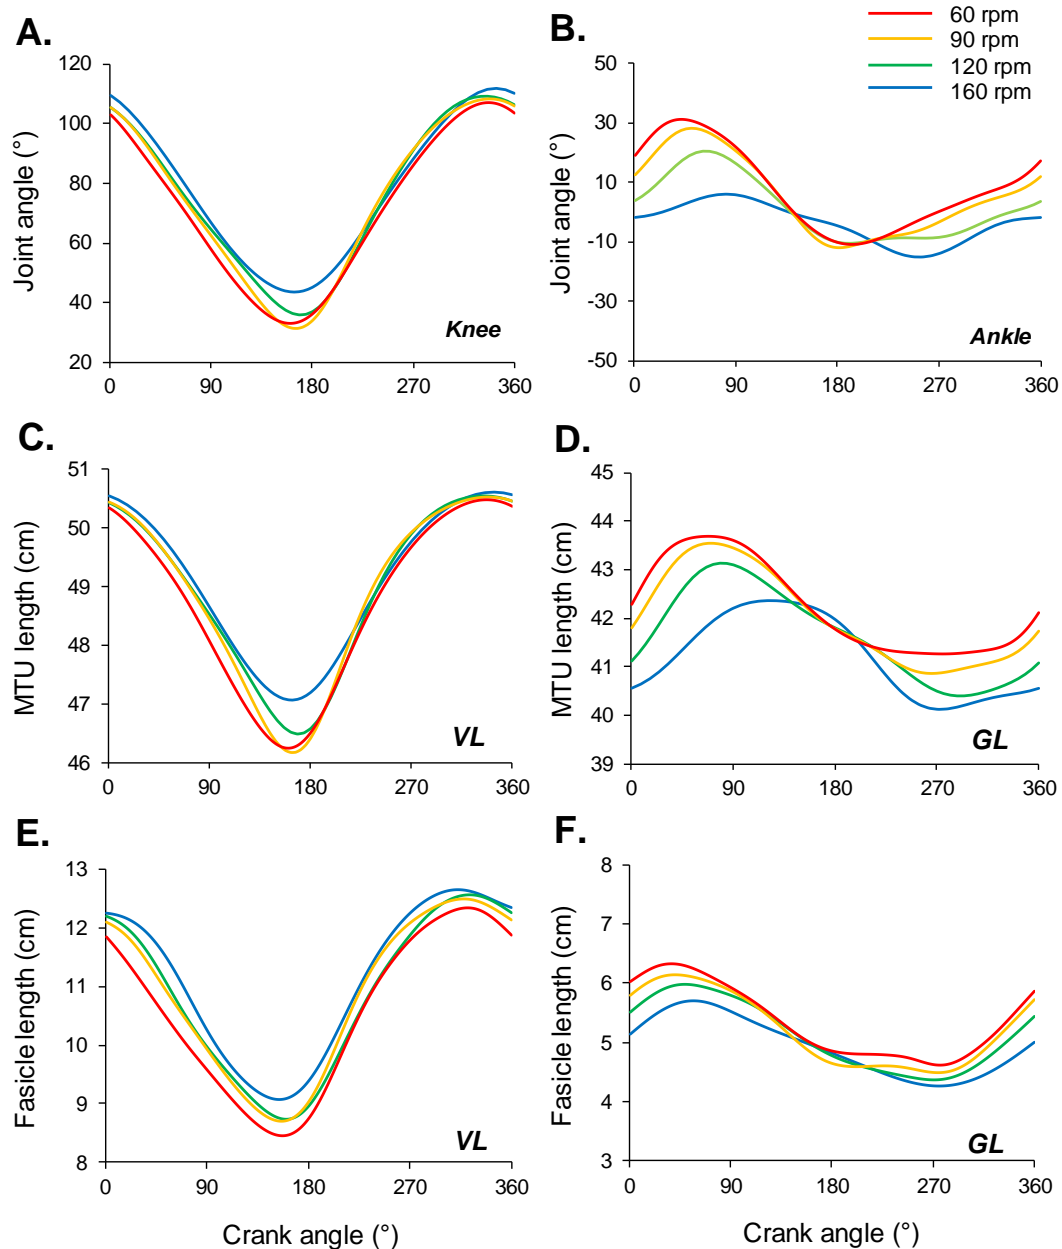 A.
B.
60 rpm
90 rpm
120 rpm
160 rpm
Joint angle (°)
120
100
80
60
40
20
0
90
180
270
360
Knee
Joint angle (°)
50
30
10
-10
-30
-50
0
90
180
270
360
Ankle
C.
D.
MTU length (cm)
51
50
49
48
47
46
0
90
180
270
360
VL
MTU length (cm)
45
44
43
42
41
40
39
0
90
180
270
360
GL
E.
F.
Fasicle length (cm)
13
12
11
10
9
8
0
90
180
270
360
VL
Crank angle (°)
Fasicle length (cm)
8
7
6
5
4
3
0
90
180
270
360
GL
Crank angle (°)